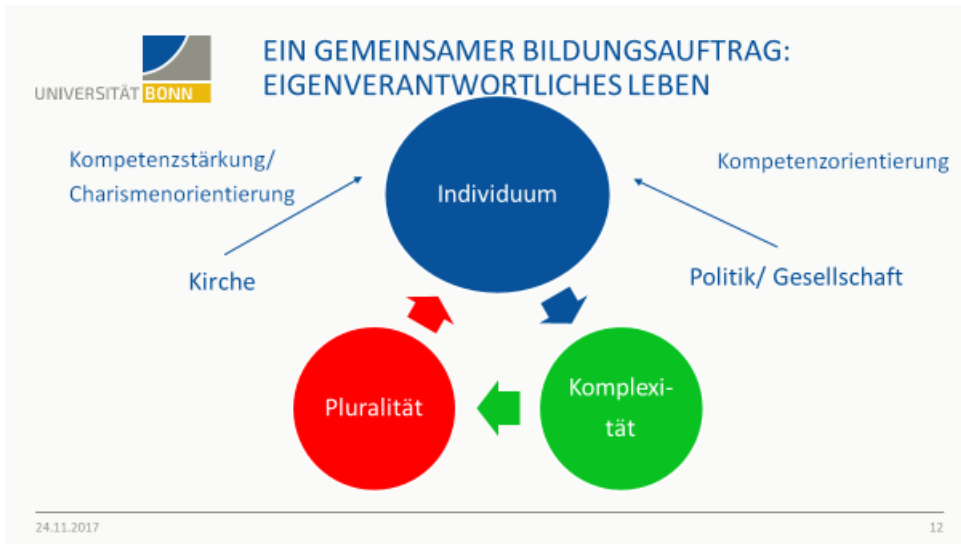 EIN GEMEINSAMER BILDUNGSAUFTRAG:
EIGENVERANTWORTLICHES LEBEN
UNIVERSITÄT BONN
Kompetenzstärkung/
Charismenorientierung
Kompetenzorientierung
Individuum
Kirche
Politik/ Gesellschaft
Pluralität
Komplexi-
tät
24.11.2017
12